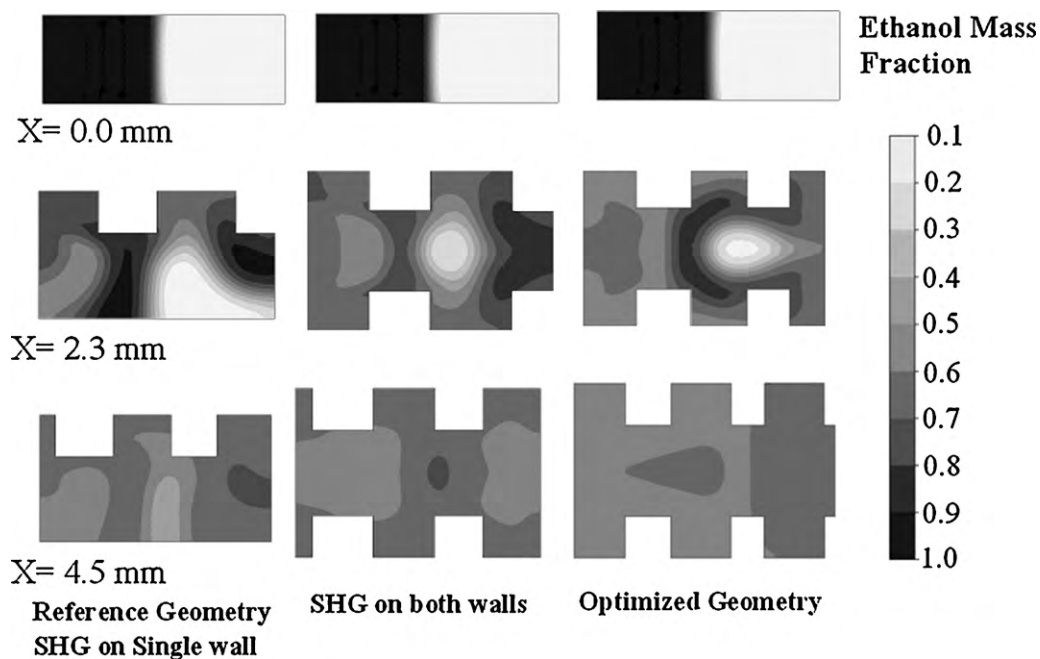 Ethanol Mass
Fraction
X= 0.0 mm
0.1
0.2
0.3
0.4
0.5
0.6
0.7
0.8
0.9
1.0
X= 2.3 mm
X= 4.5 mm
Reference Geometry
SHG on Single wall
SHG on both walls
Optimized Geometry